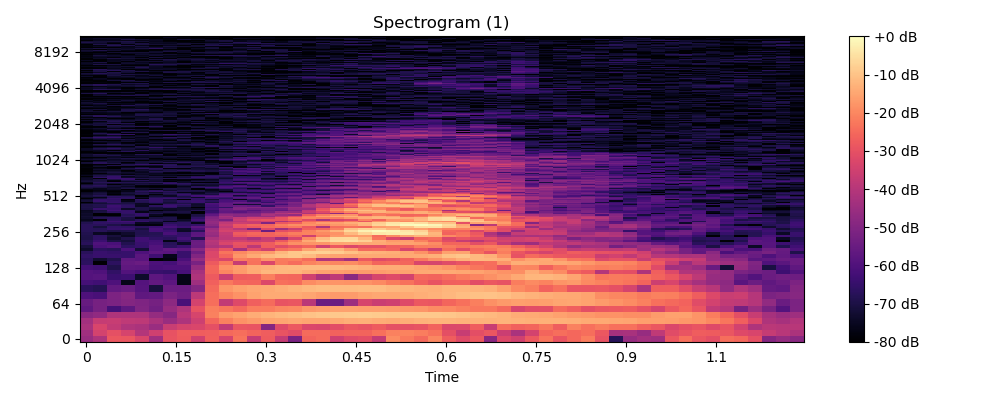 Spectrogram (1)
Hz
8192
4096
2048
1024
512
256
128
64
0
0 0.15 0.3 0.45 0.6 0.75 0.9 1.1
Time
+0 dB
-10 dB
-20 dB
-30 dB
-40 dB
-50 dB
-60 dB
-70 dB
-80 dB